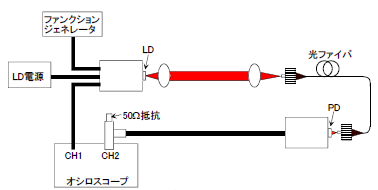 ファンクション
ジェネレータ
LD
光ファイバ
LD電源
50Ω抵抗
PD
CH1
CH2
オシロスコープ